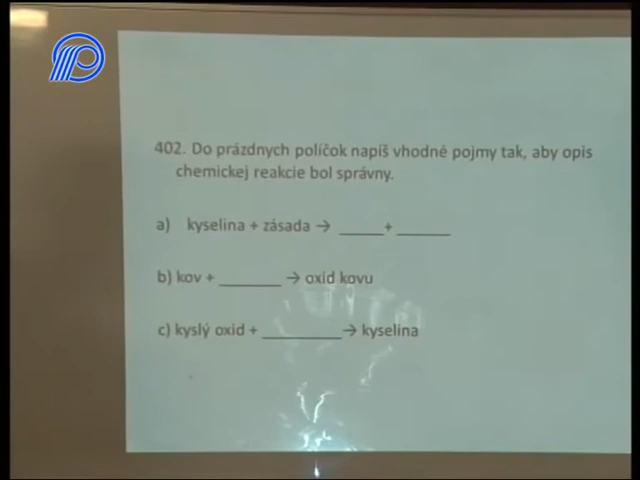 402. Do prázdnych políčok napíš vhodné pojmy tak, aby opis
chemickej reakcie bol správny.
a) kyselina + zásada → _____+ ______
b) kov + _______ → oxid kovu
c) kyslý oxid + _________→ kyselina